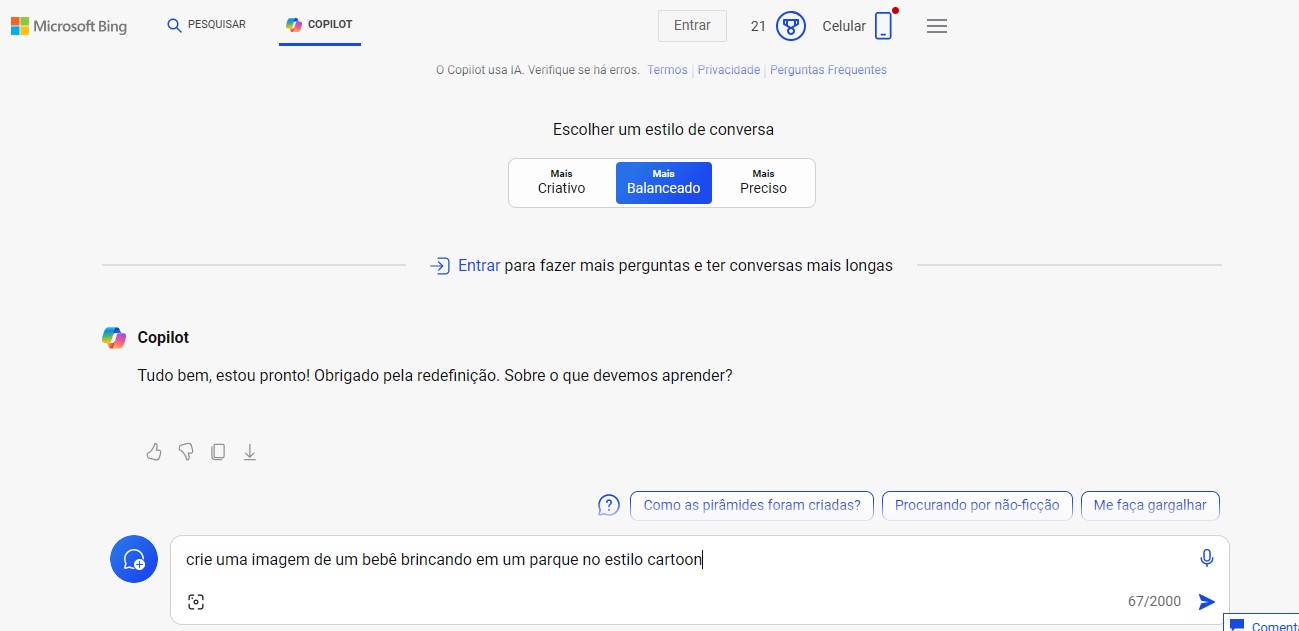 Microsoft Bing PESQUISAR COPILOT Entrar 21 Celular
O Copilot usa IA. Verifique se há erros. Termos Privacidade Perguntas Frequentes
Escolher um estilo de conversa
Mais Criativo
Mais Balanceado
Mais Preciso
Entrar para fazer mais perguntas e ter conversas mais longas
Copilot
Tudo bem, estou pronto! Obrigado pela redefinição. Sobre o que devemos aprender?
Como as pirâmides foram criadas? Procurando por não-ficção Me faça gargalhar
crie uma imagem de um bebê brincando em um parque no estilo cartoon
67/2000